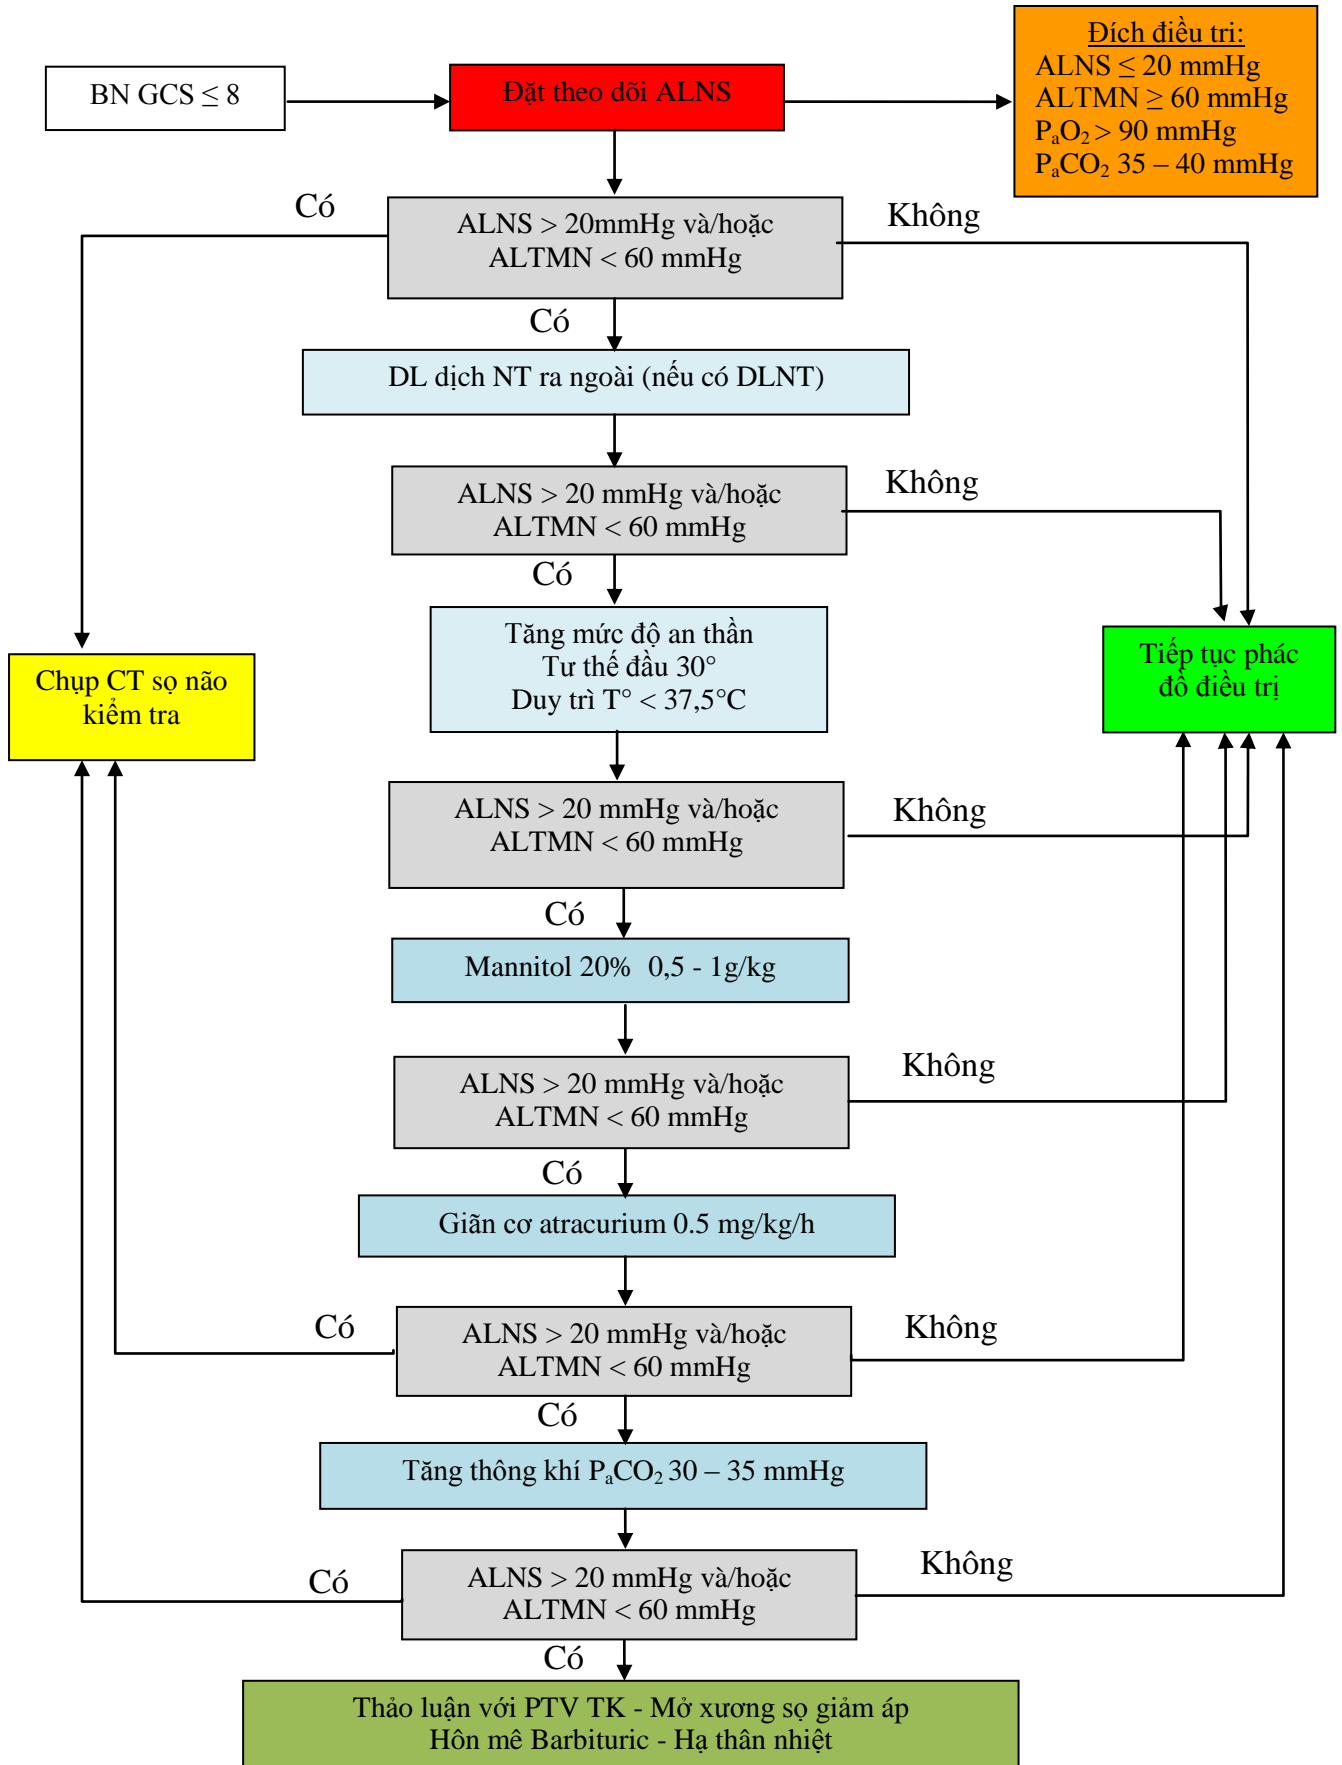 BN GCS ≤ 8
Đặt theo dõi ALNS
Đích điều tri:
ALNS ≤ 20 mmHg
ALTMN ≥ 60 mmHg
PaO2 > 90 mmHg
PaCO2 35 – 40 mmHg
Có
ALNS > 20mmHg và/hoặc
ALTMN < 60 mmHg
Không
Có
DL dịch NT ra ngoài (nếu có DLNT)
ALNS > 20 mmHg và/hoặc
ALTMN < 60 mmHg
Không
Có
Tăng mức độ an thần
Tư thế đầu 30°
Duy trì T° < 37,5°C
Chụp CT sọ não
kiểm tra
Tiếp tục phác
đồ điều trị
ALNS > 20 mmHg và/hoặc
ALTMN < 60 mmHg
Không
Có
Mannitol 20%  0,5 - 1g/kg
ALNS > 20 mmHg và/hoặc
ALTMN < 60 mmHg
Không
Có
Giãn cơ atracurium 0.5 mg/kg/h
Có
ALNS > 20 mmHg và/hoặc
ALTMN < 60 mmHg
Không
Có
Tăng thông khí PaCO2 30 – 35 mmHg
Có
ALNS > 20 mmHg và/hoặc
ALTMN < 60 mmHg
Không
Có
Thảo luận với PTV TK - Mở xương sọ giảm áp
Hôn mê Barbituric - Hạ thân nhiệt